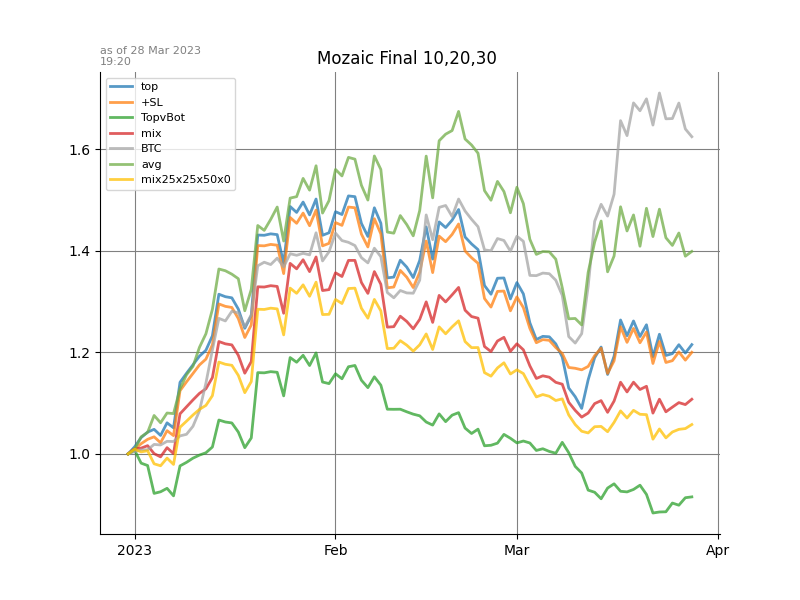 as of 28 Mar 2023
19:20
Mozaic Final 10,20,30
top
+SL
TopvBot
mix
BTC
avg
mix25x25x50x0
1.6
1.4
1.2
1.0
2023 Feb Mar Apr